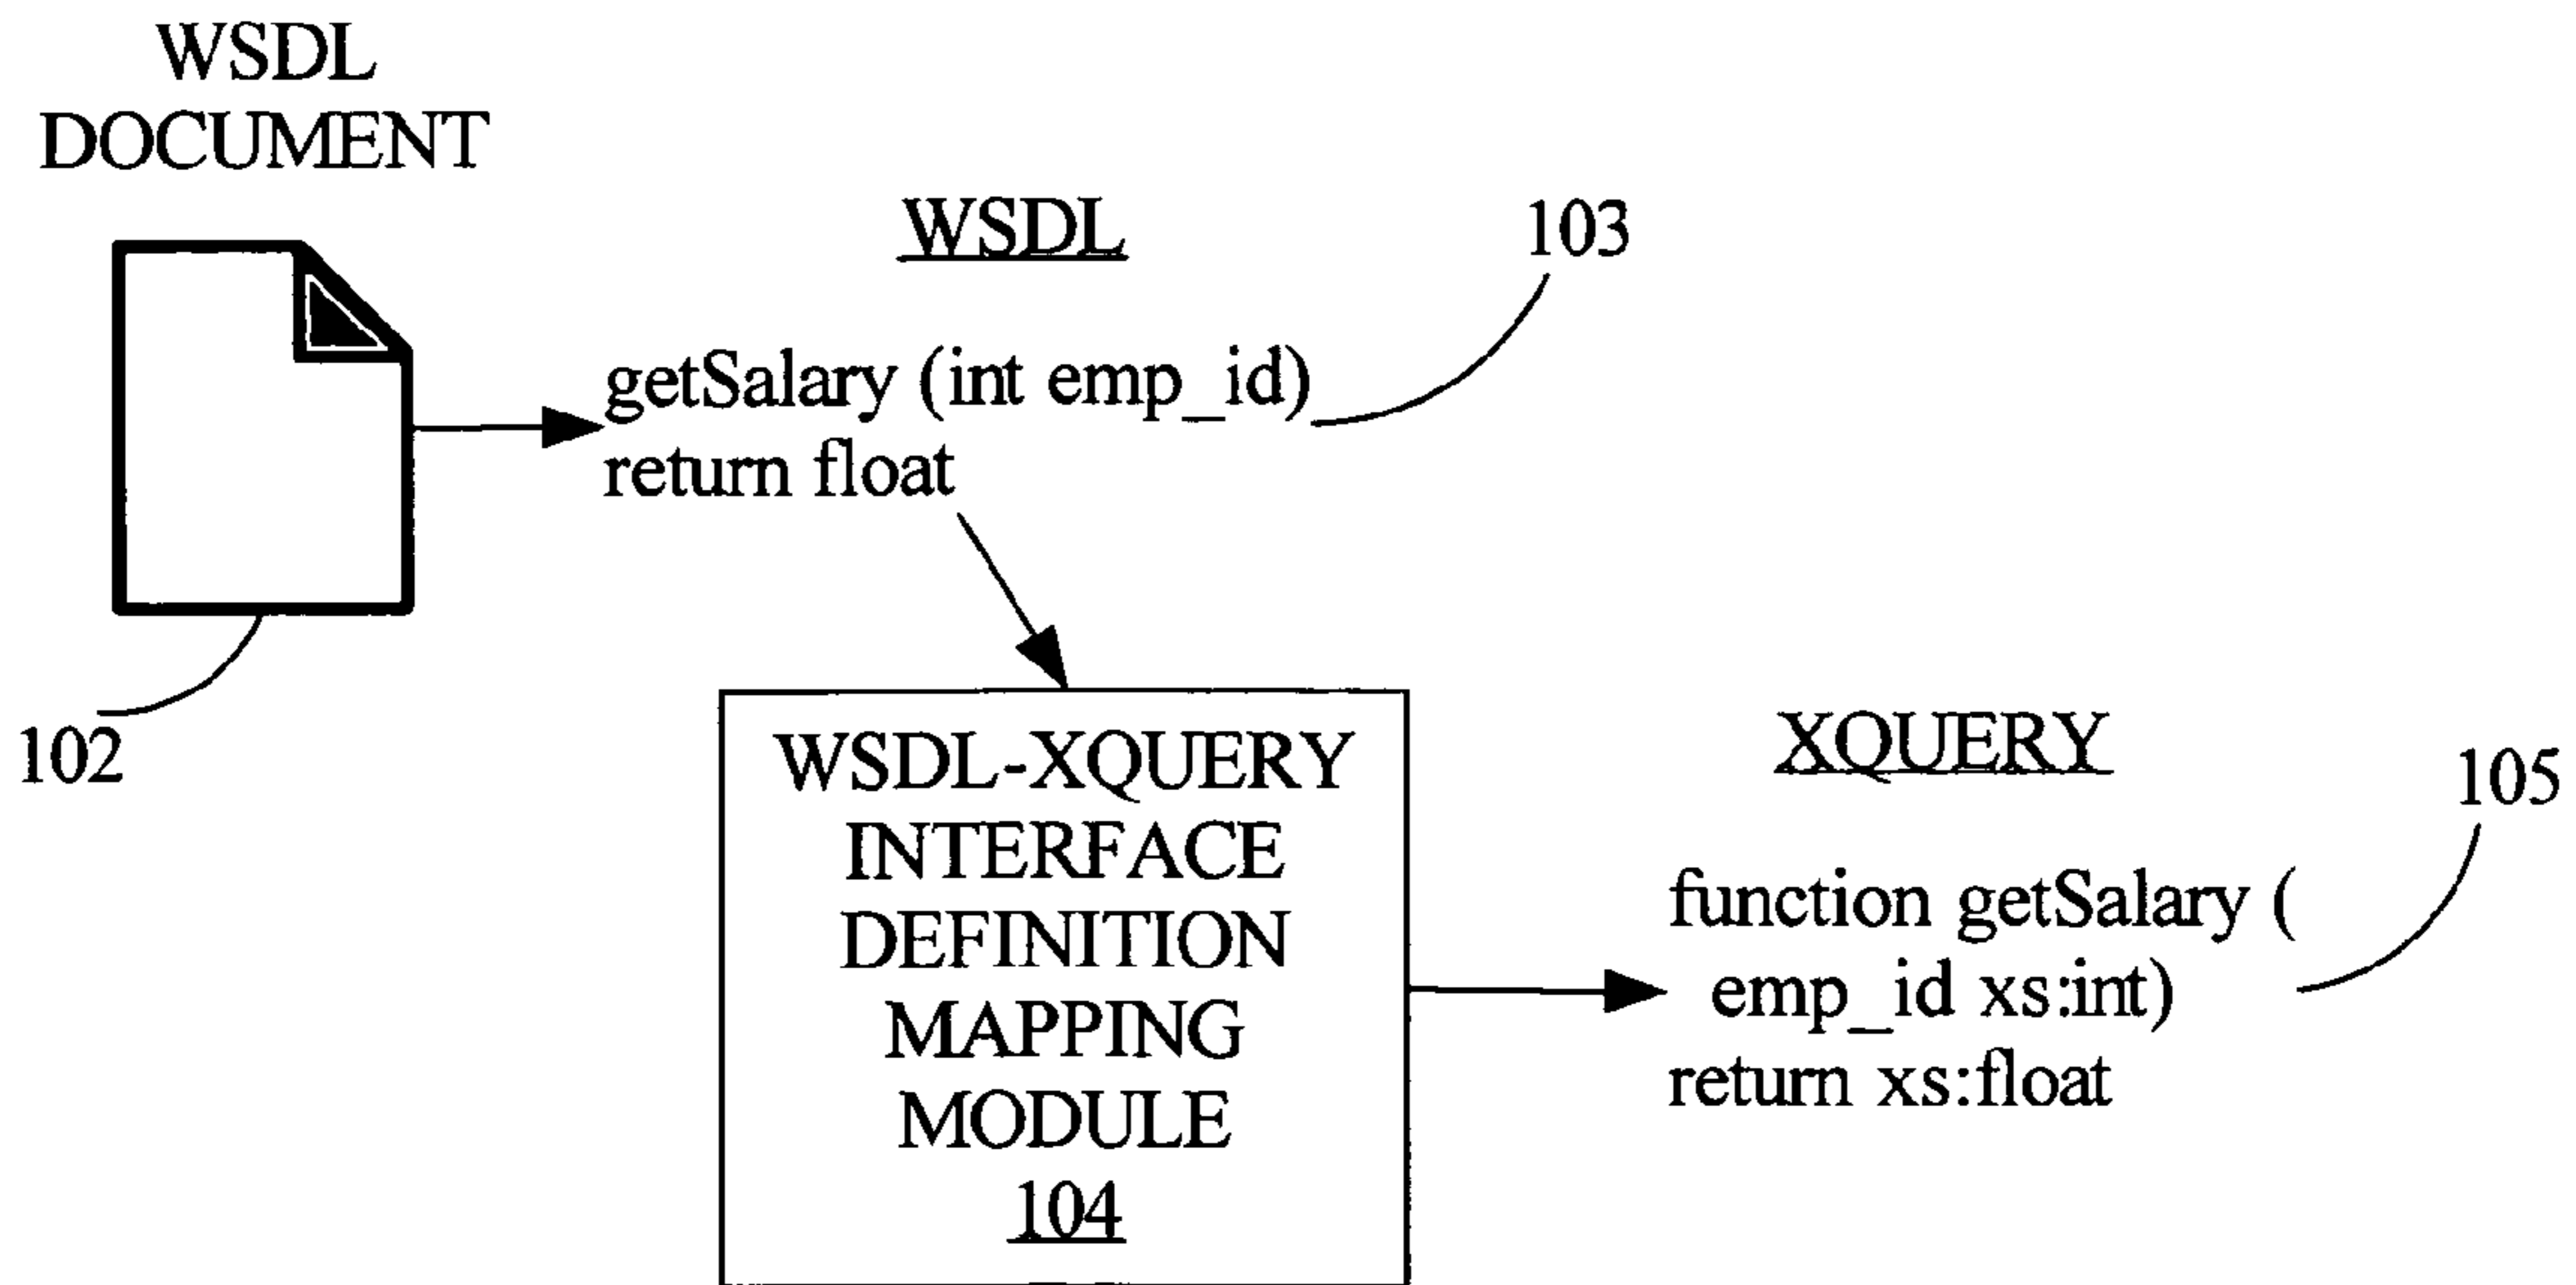 WSDL
DOCUMENT
WSDL
103
getSalary (int emp_id)
return float
102
WSDL-XQUERY
INTERFACE
DEFINITION
MAPPING
MODULE
104
XQUERY
105
function getSalary (
emp_id xs:int)
return xs:float